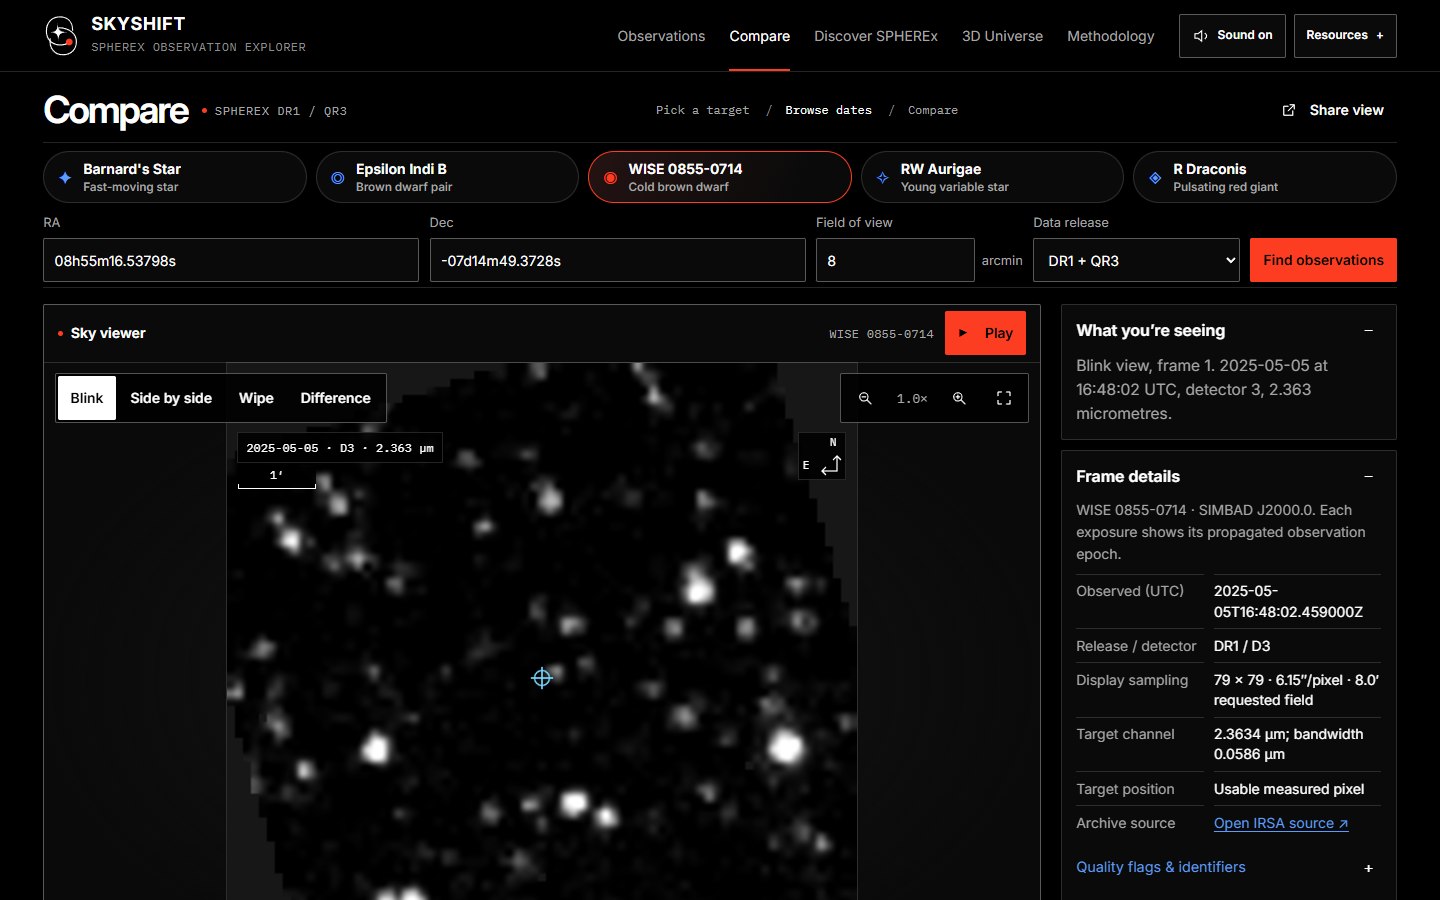 SKYSHIFT
SPHEREX OBSERVATION EXPLORER
Observations
Compare
Discover SPHEREx
3D Universe
Methodology
Sound on
Resources +
Compare
SPHEREX DR1 / QR3
Pick a target / Browse dates / Compare
Share view
Barnard's Star
Fast-moving star
Epsilon Indi B
Brown dwarf pair
WISE 0855-0714
Cold brown dwarf
RW Aurigae
Young variable star
R Draconis
Pulsating red giant
RA
08h55m16.53798s
Dec
-07d14m49.3728s
Field of view
8
arcmin
Data release
DR1 + QR3
Find observations
Sky viewer
WISE 0855-0714
Play
Blink
Side by side
Wipe
Difference
1.0×
2025-05-05 · D3 · 2.363 μm
1′
N
E
What you’re seeing
Blink view, frame 1. 2025-05-05 at
16:48:02 UTC, detector 3, 2.363
micrometres.
Frame details
WISE 0855-0714 · SIMBAD J2000.0. Each
exposure shows its propagated observation
epoch.
Observed (UTC)
2025-05-
05T16:48:02.459000Z
Release / detector
DR1 / D3
Display sampling
79 × 79 · 6.15″/pixel · 8.0′
requested field
Target channel
2.3634 μm; bandwidth
0.0586 μm
Target position
Usable measured pixel
Archive source
Open IRSA source ↗
Quality flags & identifiers
+